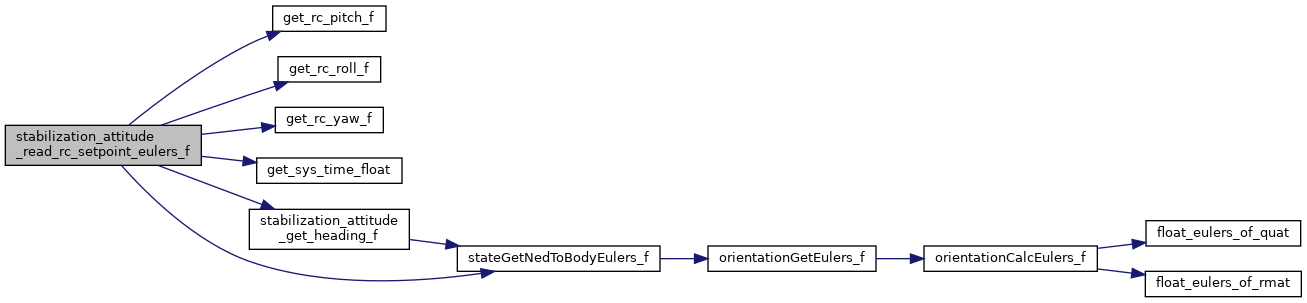 get_rc_pitch_f
get_rc_roll_f
get_rc_yaw_f
stabilization_attitude
_read_rc_setpoint_eulers_f
get_sys_time_float
stabilization_attitude
_get_heading_f
stateGetNedToBodyEulers_f
orientationGetEulers_f
orientationCalcEulers_f
float_eulers_of_quat
float_eulers_of_rmat